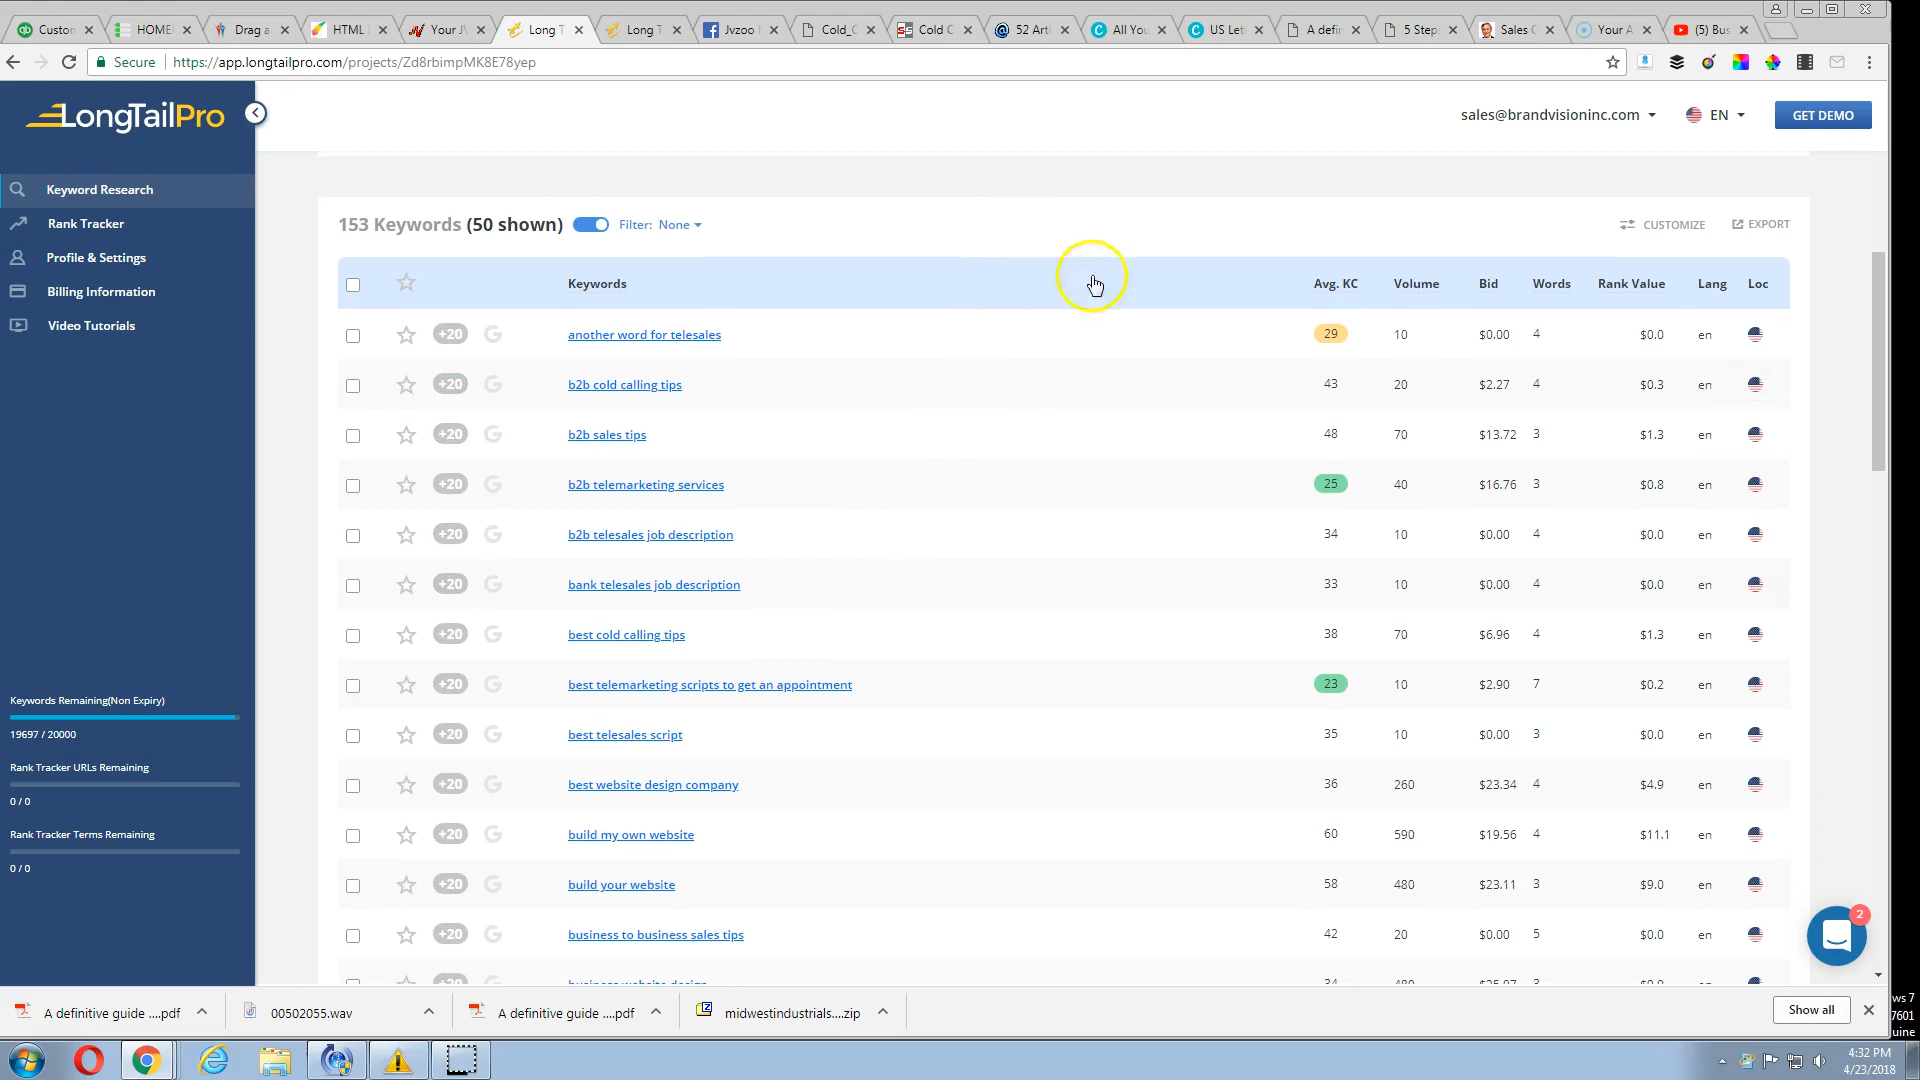 Custom
HOME
Drag a
HTML
Your JV
Long T
Long T
Jvzoo
Cold_C
Cold C
52 Arti
All You
US Let
A defin
5 Steps
Sales C
Your A
(5) Bus
Secure https://app.longtailpro.com/projects/Zd8rbimpMK8E78yep
LongTailPro
sales@brandvisioninc.com
EN
GET DEMO
Keyword Research
Rank Tracker
Profile & Settings
Billing Information
Video Tutorials
Keywords Remaining(Non Expiry)
19697 / 20000
Rank Tracker URLs Remaining
0 / 0
Rank Tracker Terms Remaining
0 / 0
153 Keywords (50 shown) Filter: None CUSTOMIZE EXPORT
Keywords Avg. KC Volume Bid Words Rank Value Lang Loc
+20 another word for telesales 29 10 $0.00 4 $0.0 en
+20 b2b cold calling tips 43 20 $2.27 4 $0.3 en
+20 b2b sales tips 48 70 $13.72 3 $1.3 en
+20 b2b telemarketing services 25 40 $16.76 3 $0.8 en
+20 b2b telesales job description 34 10 $0.00 4 $0.0 en
+20 bank telesales job description 33 10 $0.00 4 $0.0 en
+20 best cold calling tips 38 70 $6.96 4 $1.3 en
+20 best telemarketing scripts to get an appointment 23 10 $2.90 7 $0.2 en
+20 best telesales script 35 10 $0.00 3 $0.0 en
+20 best website design company 36 260 $23.34 4 $4.9 en
+20 build my own website 60 590 $19.56 4 $11.1 en
+20 build your website 58 480 $23.11 3 $9.0 en
+20 business to business sales tips 42 20 $0.00 5 $0.0 en
2
A definitive guide ....pdf
00502055.wav
A definitive guide ....pdf
midwestindustrials....zip
Show all
ws 7
7601
uine
4:32 PM
4/23/2018